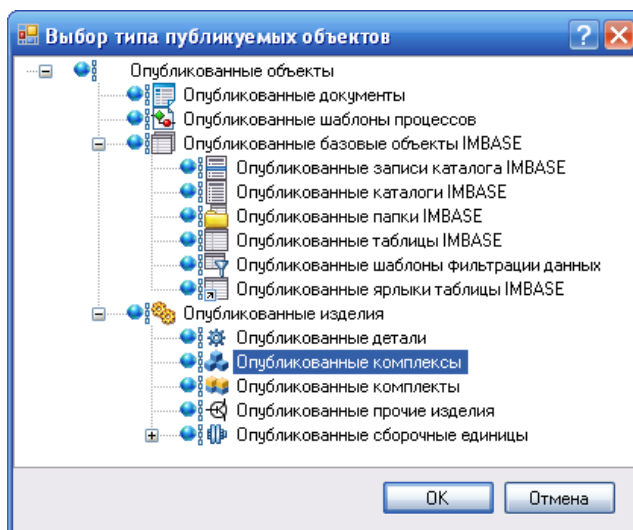 Выбор типа публикуемых объектов
Опубликованные объекты
Опубликованные документы
Опубликованные шаблоны процессов
Опубликованные базовые объекты IMBASE
Опубликованные записи каталога IMBASE
Опубликованные каталоги IMBASE
Опубликованные папки IMBASE
Опубликованные таблицы IMBASE
Опубликованные шаблоны фильтрации данных
Опубликованные ярлыки таблицы IMBASE
Опубликованные изделия
Опубликованные детали
Опубликованные комплексы
Опубликованные комплекты
Опубликованные прочие изделия
Опубликованные сборочные единицы
OK Отмена